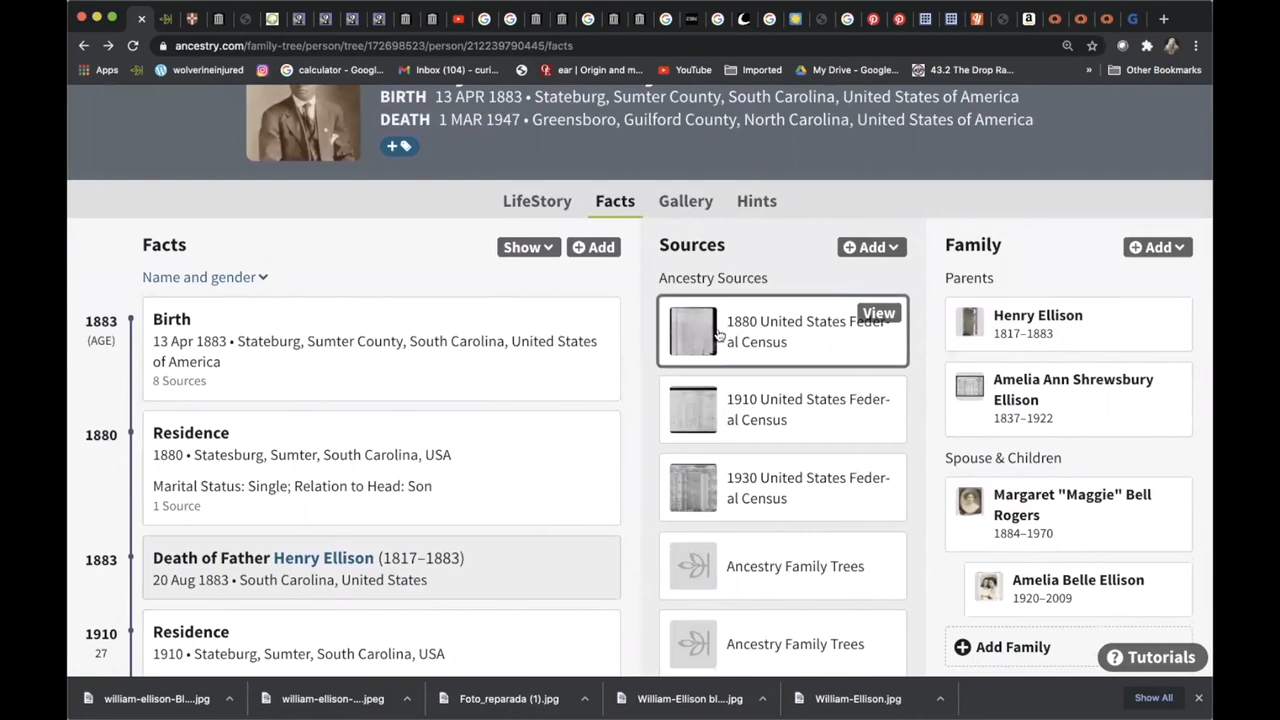 ancestry.com/family-tree/person/tree/172698523/person/212239790445/facts
Apps
wolverineinjured
calculator - Googl...
Inbox (104) - curi...
ear | Origin and m...
YouTube
Imported
My Drive - Google...
43.2 The Drop Ra...
»
Other Bookmarks
BIRTH 13 APR 1883 • Stateburg, Sumter County, South Carolina, United States of America
DEATH 1 MAR 1947 • Greensboro, Guilford County, North Carolina, United States of America
LifeStory
Facts
Gallery
Hints
Facts
Show
Add
Name and gender
1883
(AGE)
Birth
13 Apr 1883 • Stateburg, Sumter County, South Carolina, United States
of America
8 Sources
1880
Residence
1880 • Statesburg, Sumter, South Carolina, USA
Marital Status: Single; Relation to Head: Son
1 Source
1883
Death of Father Henry Ellison (1817–1883)
20 Aug 1883 • South Carolina, United States
1910
27
Residence
1910 • Stateburg, Sumter, South Carolina, USA
Sources
Add
Ancestry Sources
View
1880 United States Feder-
al Census
1910 United States Feder-
al Census
1930 United States Feder-
al Census
Ancestry Family Trees
Ancestry Family Trees
Family
Add
Parents
Henry Ellison
1817–1883
Amelia Ann Shrewsbury
Ellison
1837–1922
Spouse & Children
Margaret "Maggie" Bell
Rogers
1884–1970
Amelia Belle Ellison
1920–2009
Add Family
Tutorials
william-ellison-Bl....jpg
william-ellison-....jpeg
Foto_reparada (1).jpg
William-Ellison bl....jpg
William-Ellison.jpg
Show All